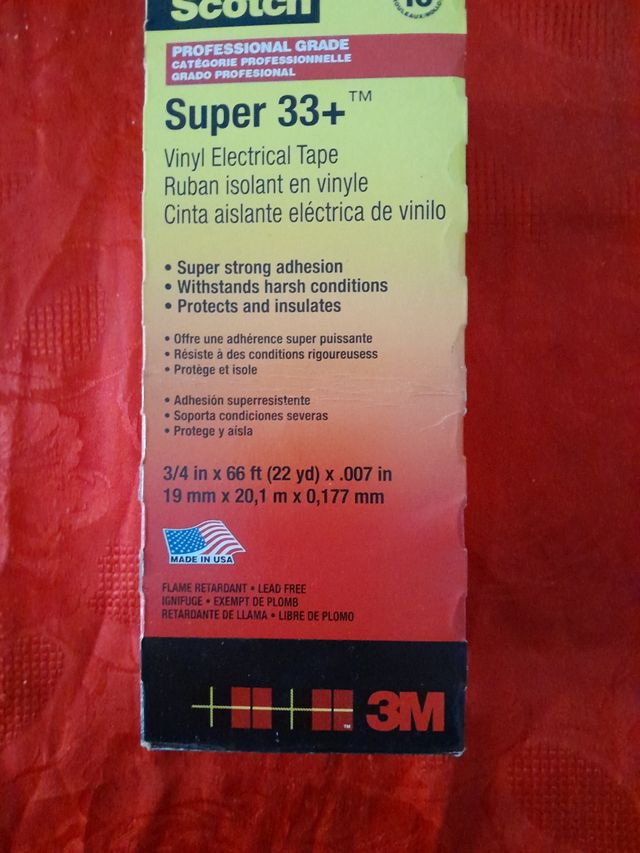 Scotch
PROFESSIONAL GRADE
CATÉGORIE PROFESSIONNELLE
GRADO PROFESIONAL
Super 33+™
Vinyl Electrical Tape
Ruban isolant en vinyle
Cinta aislante eléctrica de vinilo
• Super strong adhesion
• Withstands harsh conditions
• Protects and insulates
• Offre une adhérence super puissante
• Résiste à des conditions rigoureusess
• Protège et isole
• Adhesión superresistente
• Soporta condiciones severas
• Protege y aísla
3/4 in x 66 ft (22 yd) x .007 in
19 mm x 20,1 m x 0,177 mm
MADE IN USA
FLAME RETARDANT • LEAD FREE
IGNIFUGE • EXEMPT DE PLOMB
RETARDANTE DE LLAMA • LIBRE DE PLOMO
™ 3M